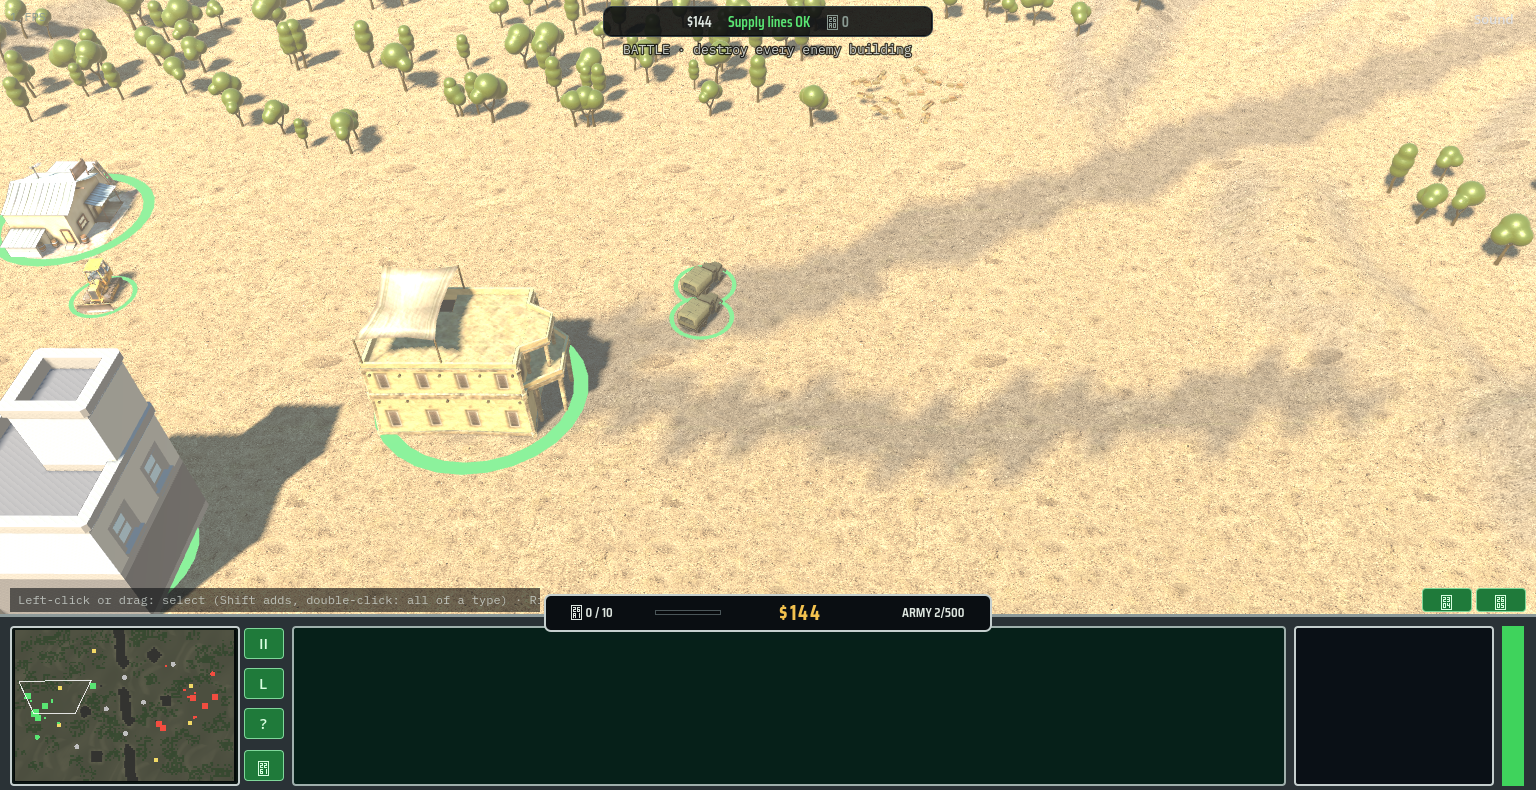 $144 Supply lines OK 0
BATTLE · destroy every enemy building
Left-click or drag: select (Shift adds, double-click: all of a type) · R
0 / 10 $144 ARMY 2/500
II
L
?